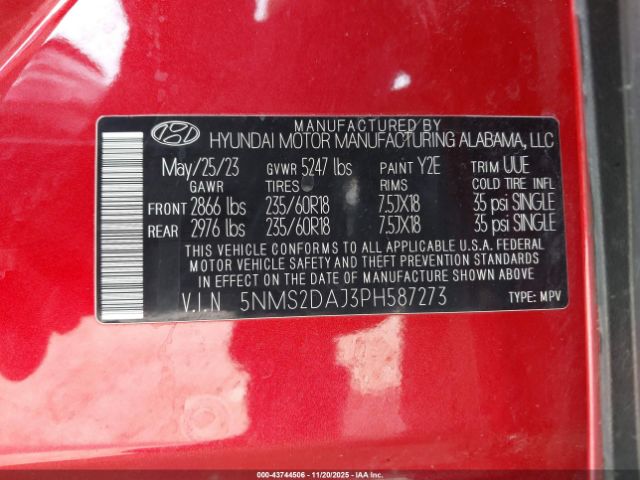 MANUFACTURED BY
HYUNDAI MOTOR MANUFACTURING ALABAMA, LLC
May/25/23 GVWR 5247 lbs PAINT Y2E TRIM UUE
GAWR TIRES RIMS COLD TIRE INFL
FRONT 2866 lbs 235/60R18 7.5JX18 35 psi SINGLE
REAR 2976 lbs 235/60R18 7.5JX18 35 psi SINGLE
THIS VEHICLE CONFORMS TO ALL APPLICABLE U.S.A. FEDERAL
MOTOR VEHICLE SAFETY AND THEFT PREVENTION STANDARDS
IN EFFECT ON THE DATE OF MANUFACTURE SHOWN ABOVE.
V.I.N 5NMS2DAJ3PH587273 TYPE: MPV
000-43744506 - 11/20/2025 - IAAI.COM